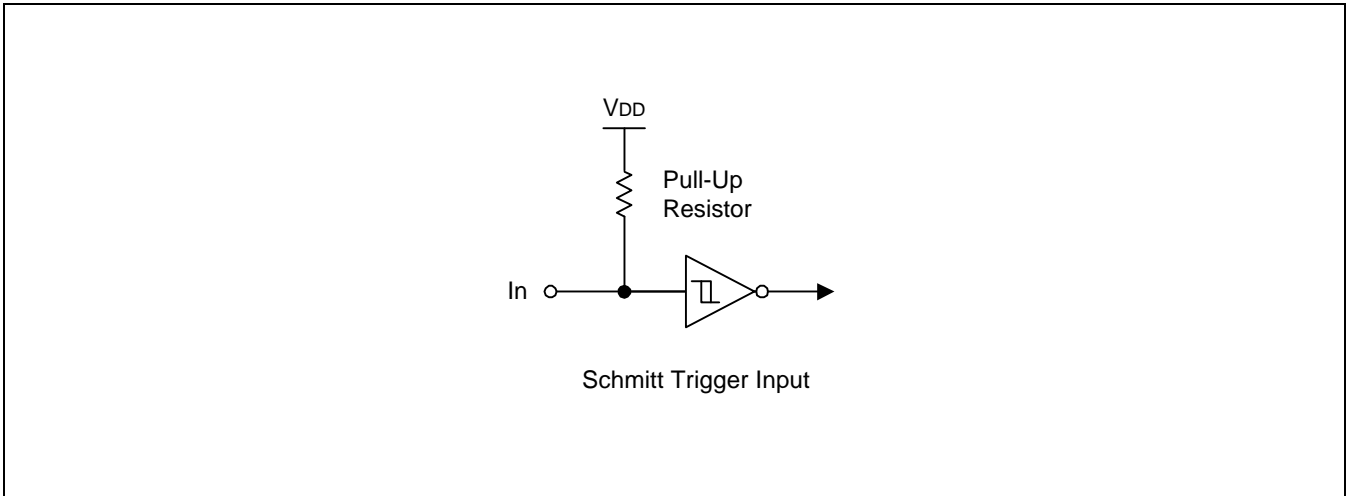 VDD
Pull-Up
Resistor
In
Schmitt Trigger Input